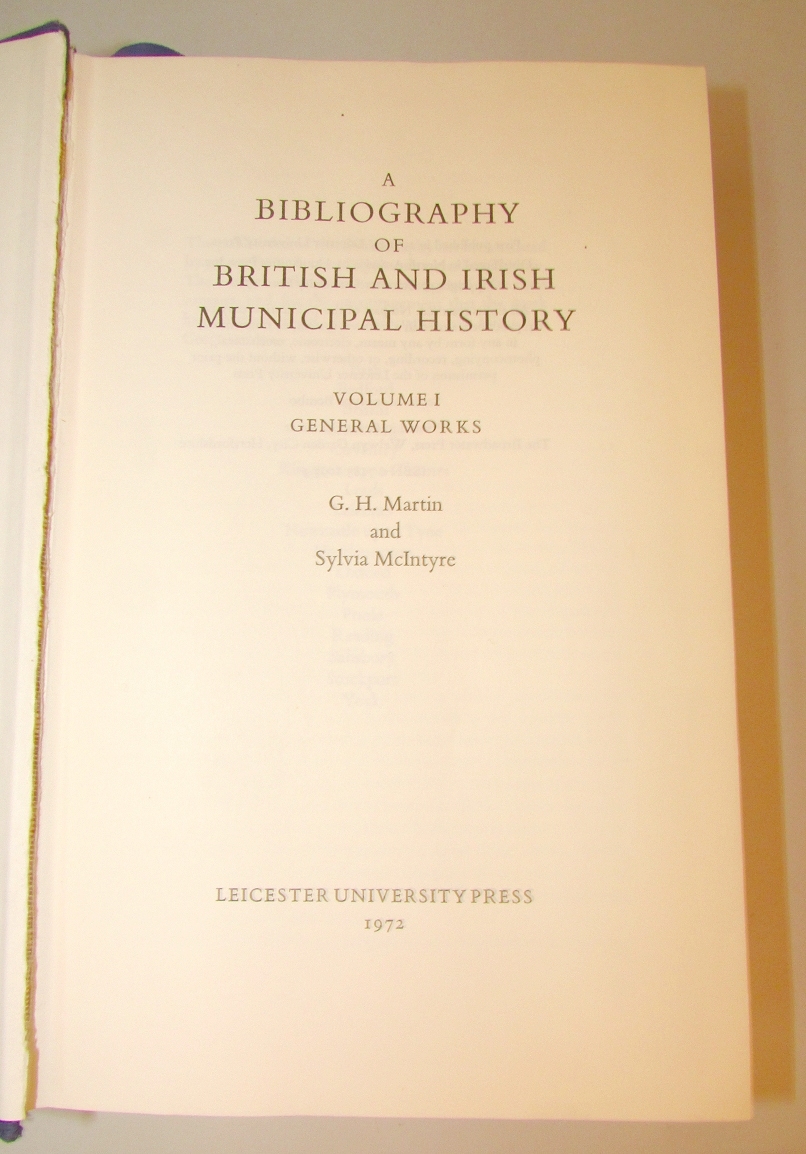 A
BIBLIOGRAPHY
OF
BRITISH AND IRISH
MUNICIPAL HISTORY
VOLUME I
GENERAL WORKS
G. H. Martin
and
Sylvia McIntyre
LEICESTER UNIVERSITY PRESS
1972